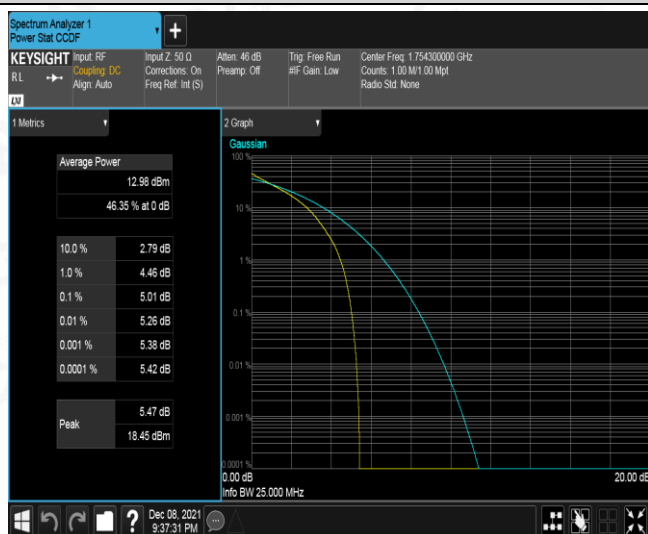 Spectrum Analyzer 1
Power Stat CCDF
+
KEYSIGHT
RL
LXI
Input: RF
Coupling: DC
Align: Auto
Input Z: 50 Ω
Corrections: On
Freq Ref: Int (S)
Atten: 46 dB
Preamp: Off
Trig: Free Run
#IF Gain: Low
Center Freq: 1.754300000 GHz
Counts: 1.00 M/1.00 Mpt
Radio Std: None
1 Metrics
Average Power
12.98 dBm
46.35 % at 0 dB
10.0 % 2.79 dB
1.0 % 4.46 dB
0.1 % 5.01 dB
0.01 % 5.26 dB
0.001 % 5.38 dB
0.0001 % 5.42 dB
Peak
5.47 dB
18.45 dBm
2 Graph
Gaussian
100 %
10 %
1 %
0.1 %
0.01 %
0.001 %
0.0001 %
0.00 dB
20.00 dB
Info BW 25.000 MHz
?
Dec 08, 2021
9:37:31 PM